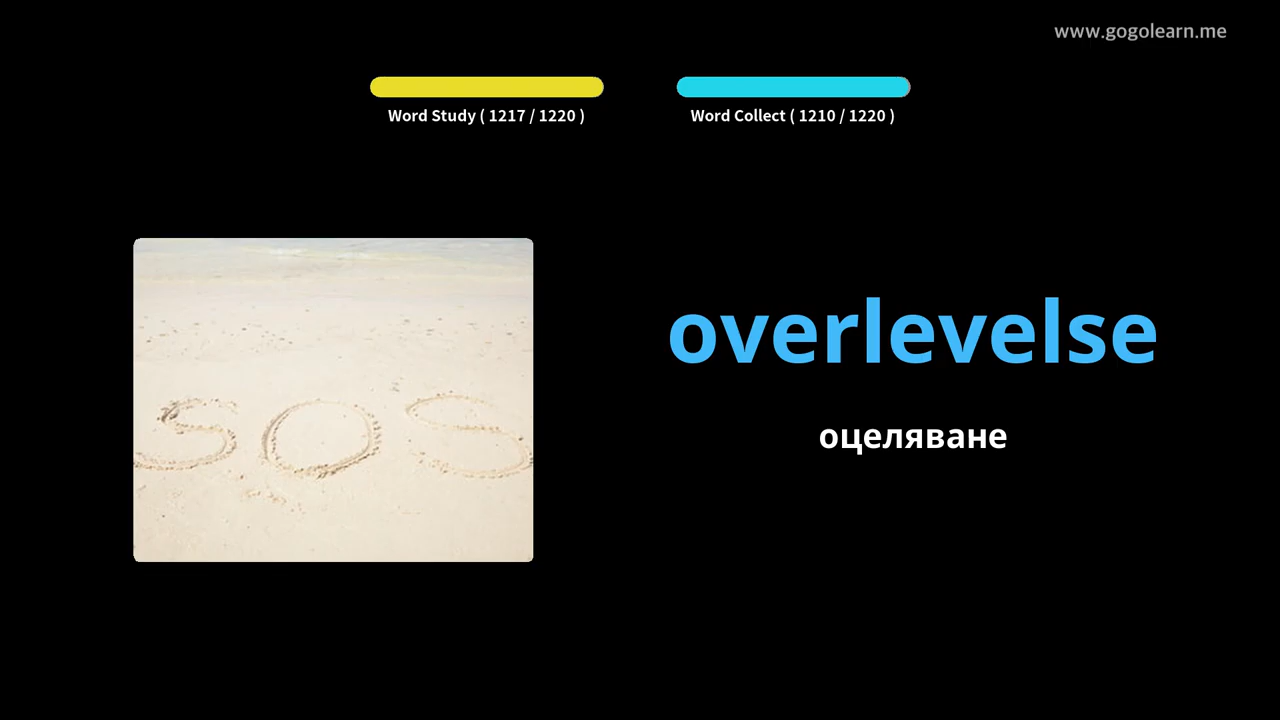 www.gogolearn.me
Word Study ( 1217 / 1220 )
Word Collect ( 1210 / 1220 )
SOS
overlevelse
оцеляване